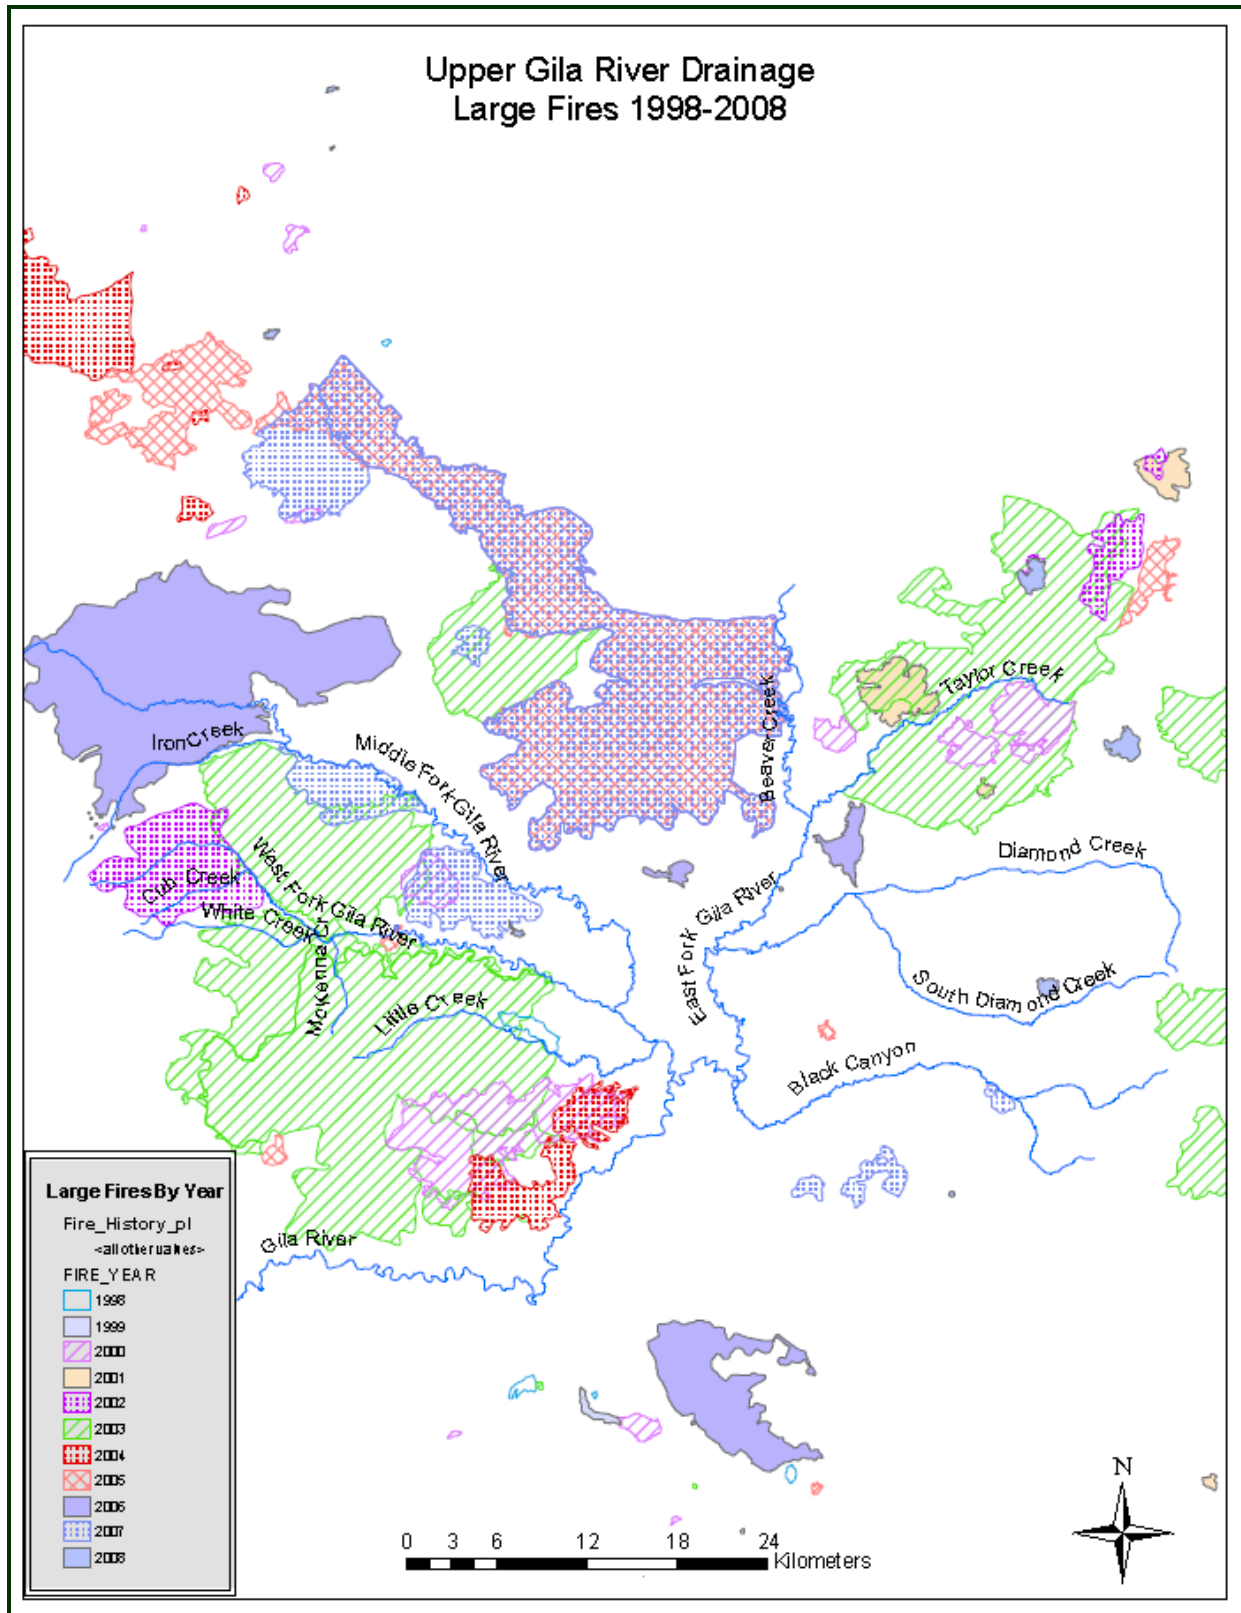 Upper Gila River Drainage
Large Fires 1998-2008
Taylor Creek
Iron Creek
Middle Fork Gila River
Beaver Creek
Diamond Creek
West Fork Gila River
Cub Creek
White Creek
McKenna Cr
East Fork Gila River
South Diamond Creek
Little Creek
Black Canyon
Gila River
Large Fires By Year
Fire_History_pl
<all other values>
FIRE_YEAR
1998
1999
2000
2001
2002
2003
2004
2005
2006
2007
2008
N
0 3 6 12 18 24
Kilometers